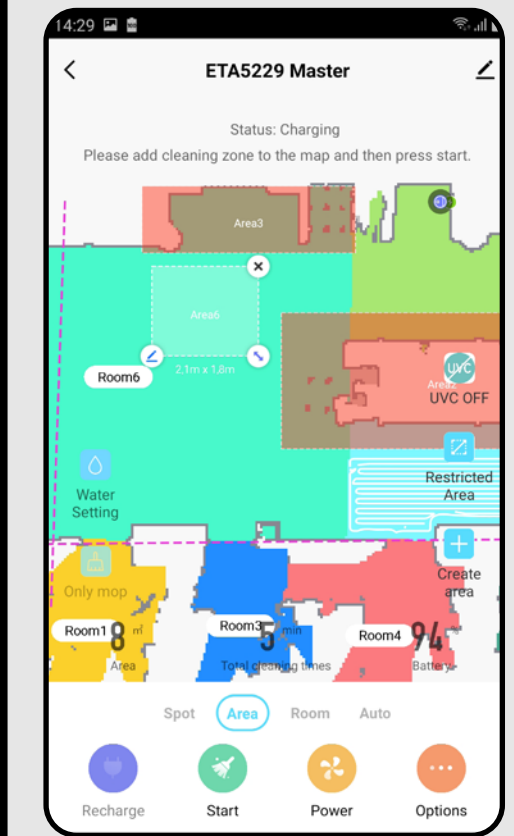 14:29
ETA5229 Master
Status: Charging
Please add cleaning zone to the map and then press start.
Area3
Area6
2,1m x 1,8m
Room6
Area2
UVC
UVC OFF
Restricted
Area
Water
Setting
Create
area
Only mop
Room1
8 ㎡
Area
Room3
5 min
Total cleaning times
Room4
94
Battery
Spot
Area
Room
Auto
Recharge
Start
Power
Options